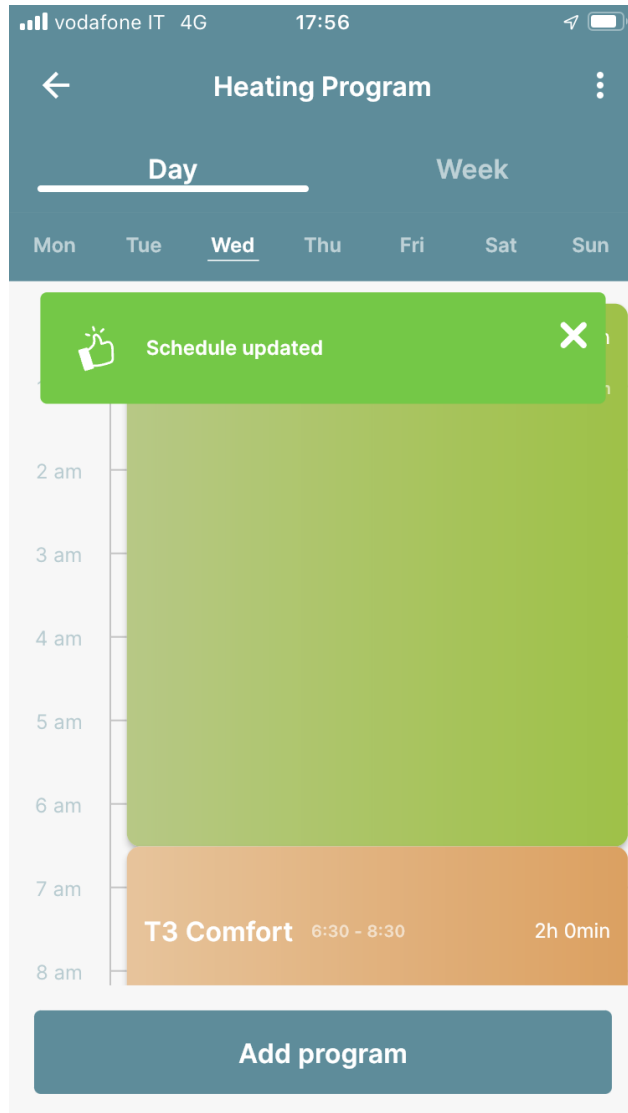 vodafone IT 4G 17:56
Heating Program
Day Week
Mon Tue Wed Thu Fri Sat Sun
Schedule updated
2 am
3 am
4 am
5 am
6 am
7 am
T3 Comfort 6:30 - 8:30 2h 0min
8 am
Add program